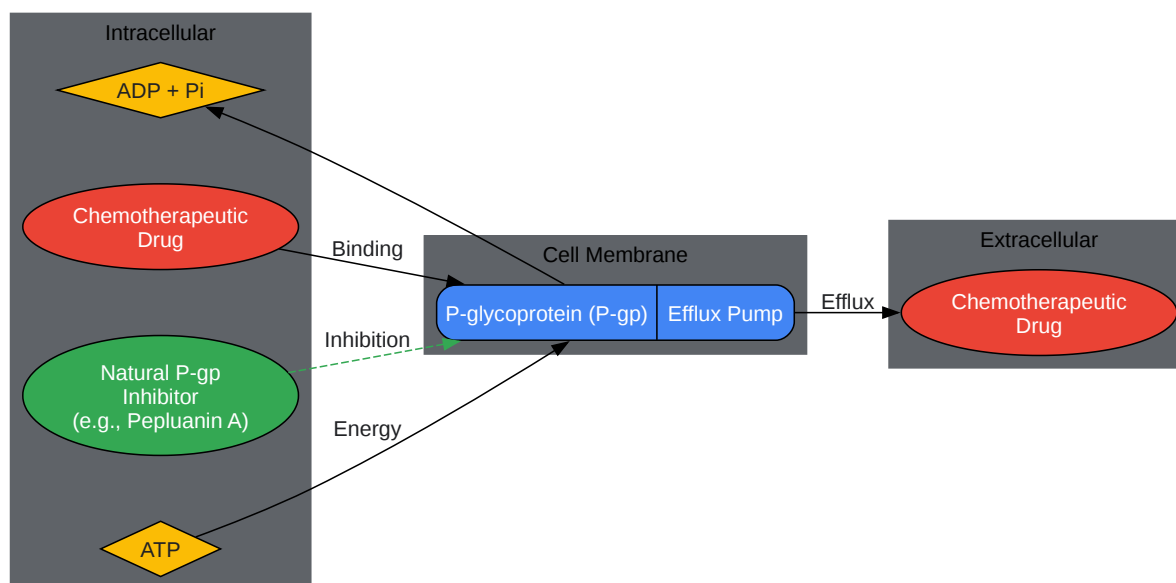 Intracellular
ADP + Pi
Chemotherapeutic
Drug
Binding
Natural P-gp
Inhibitor
(e.g., Pepluanin A)
Inhibition
Energy
ATP
Cell Membrane
P-glycoprotein (P-gp)
Efflux Pump
Efflux
Extracellular
Chemotherapeutic
Drug